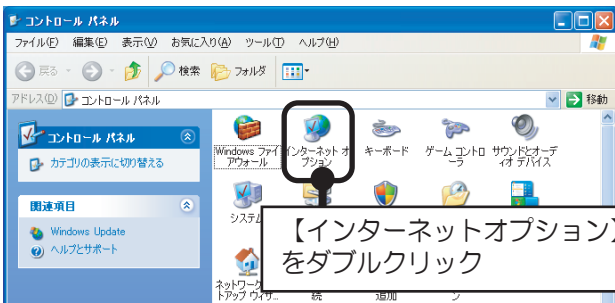 コントロール パネル
ファイル(F) 編集(E) 表示(V) お気に入り(A) ツール(T) ヘルプ(H)
戻る 検索 フォルダ
アドレス(D) コントロール パネル 移動
コントロール パネル
カテゴリの表示に切り替える
関連項目
Windows Update
ヘルプとサポート
Windows ファイ
アウォール
インターネット オ
プション
キーボード
ゲーム コントロ
ーラ
サウンドとオーデ
ィオ デバイス
システム
【インターネットオプション】
をダブルクリック
ネットワーク
トアップ ウィザ...
続
追加
ン